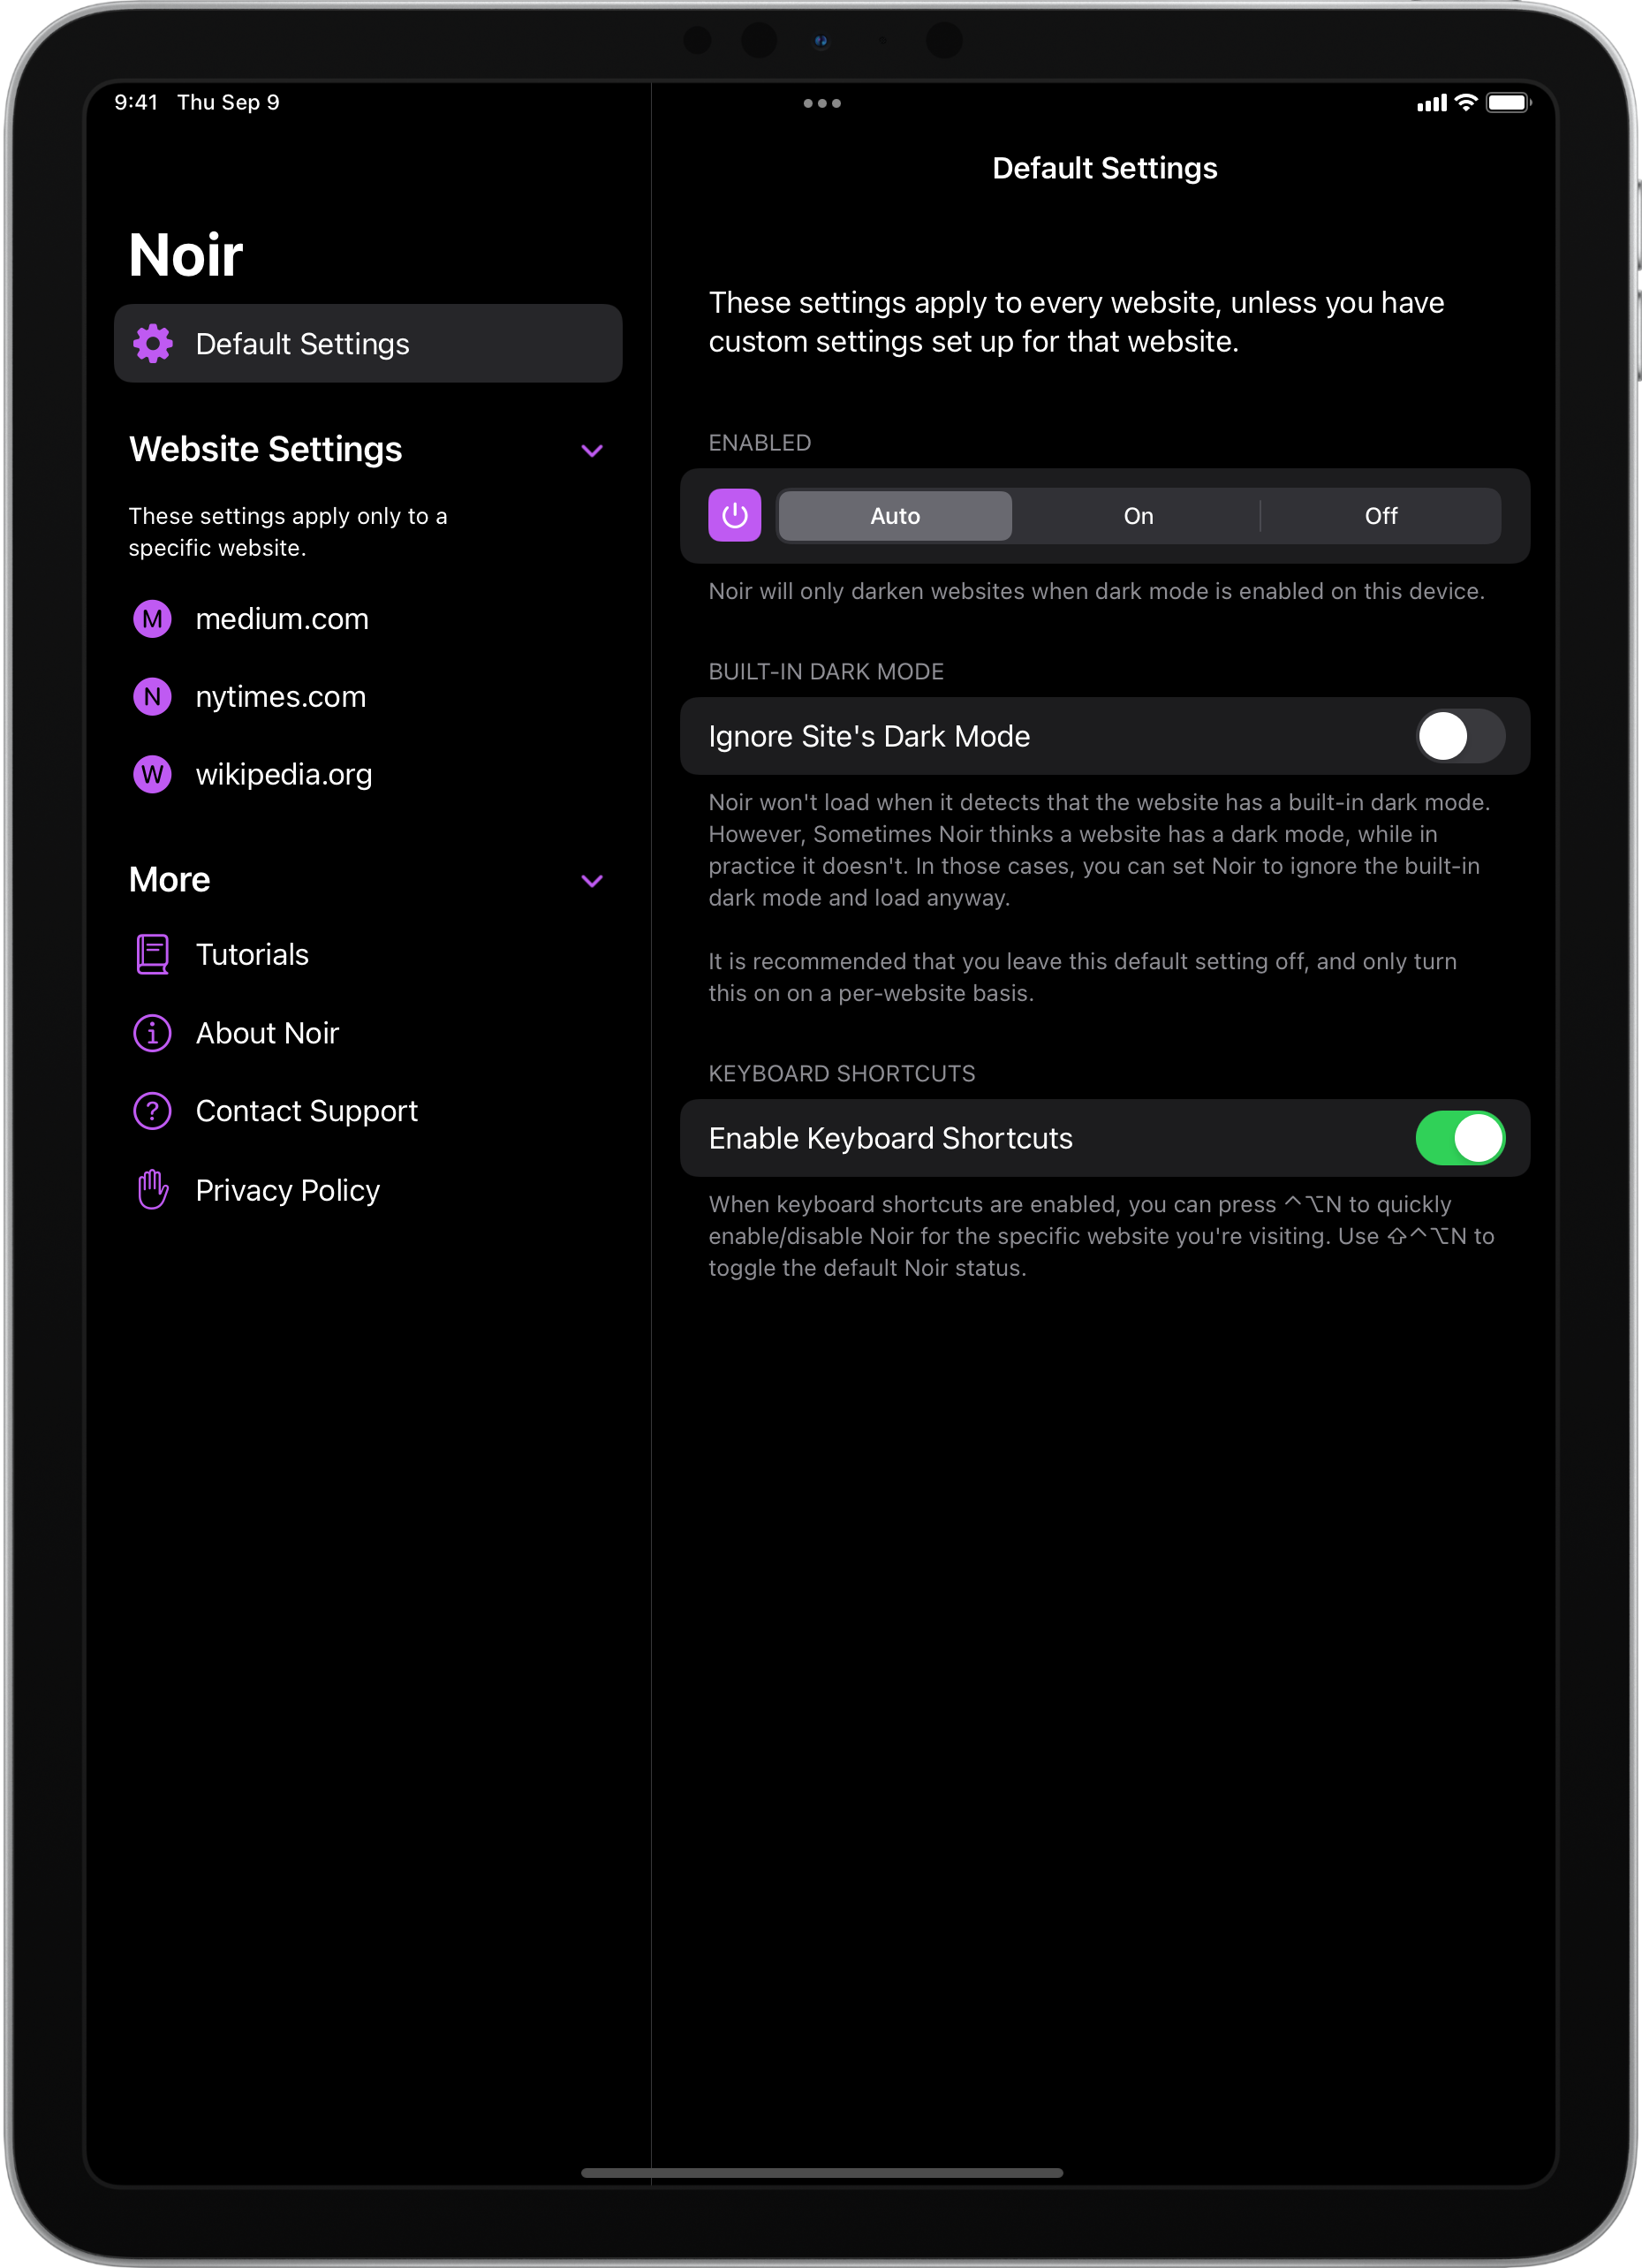 9:41 Thu Sep 9
Noir
Default Settings
Website Settings
These settings apply only to a
specific website.
M medium.com
N nytimes.com
W wikipedia.org
More
Tutorials
About Noir
Contact Support
Privacy Policy
Default Settings
These settings apply to every website, unless you have
custom settings set up for that website.
ENABLED
Auto On Off
Noir will only darken websites when dark mode is enabled on this device.
BUILT-IN DARK MODE
Ignore Site's Dark Mode
Noir won't load when it detects that the website has a built-in dark mode.
However, Sometimes Noir thinks a website has a dark mode, while in
practice it doesn't. In those cases, you can set Noir to ignore the built-in
dark mode and load anyway.
It is recommended that you leave this default setting off, and only turn
this on on a per-website basis.
KEYBOARD SHORTCUTS
Enable Keyboard Shortcuts
When keyboard shortcuts are enabled, you can press ⌃⌥N to quickly
enable/disable Noir for the specific website you're visiting. Use ⇧⌃⌥N to
toggle the default Noir status.